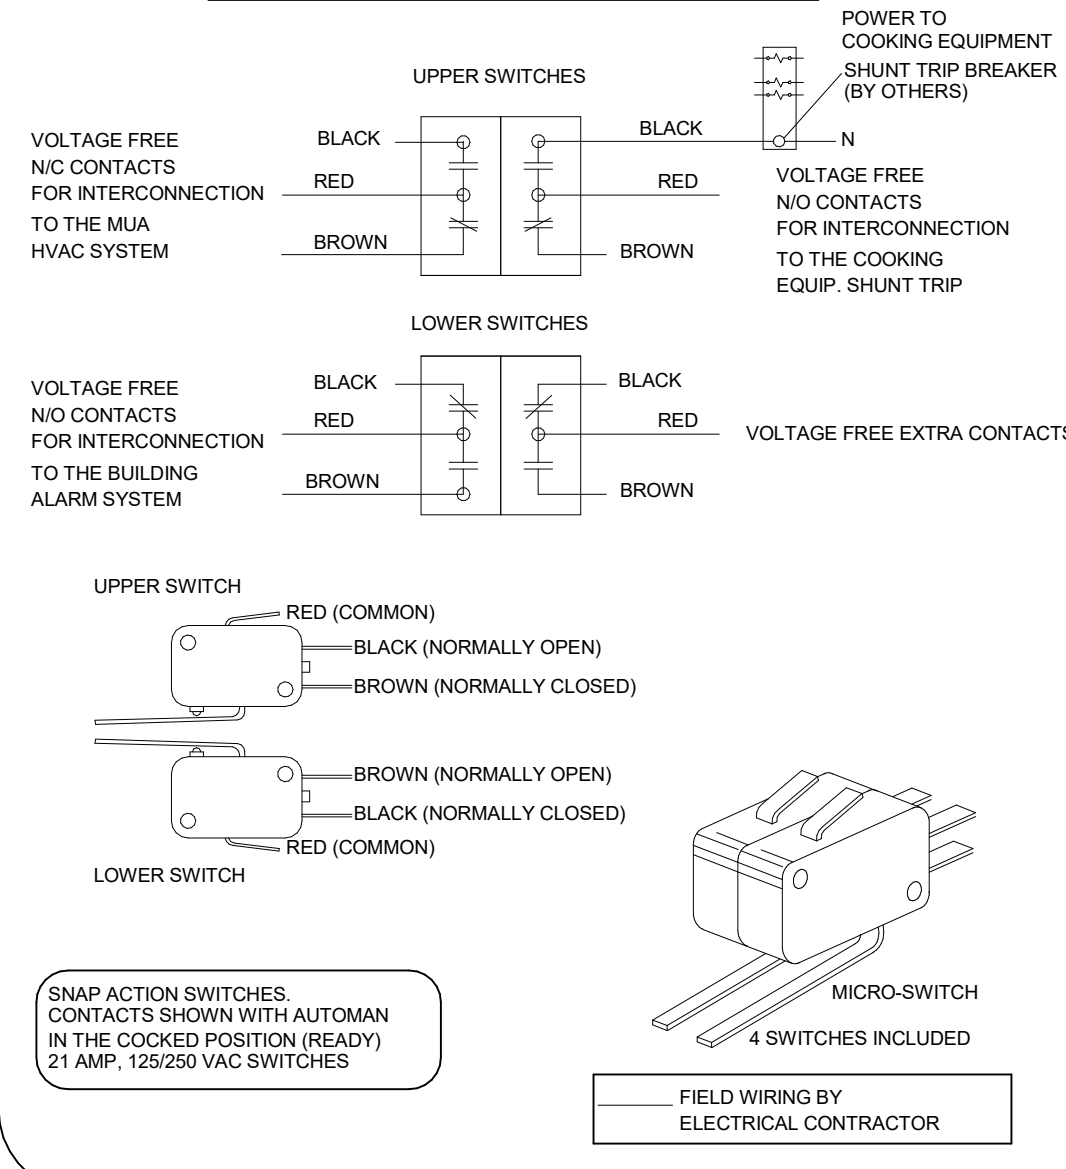 POWER TO
COOKING EQUIPMENT
SHUNT TRIP BREAKER
(BY OTHERS)
UPPER SWITCHES
VOLTAGE FREE
N/C CONTACTS
FOR INTERCONNECTION
TO THE MUA
HVAC SYSTEM
BLACK
RED
BROWN
BLACK
RED
BROWN
N
VOLTAGE FREE
N/O CONTACTS
FOR INTERCONNECTION
TO THE COOKING
EQUIP. SHUNT TRIP
LOWER SWITCHES
VOLTAGE FREE
N/O CONTACTS
FOR INTERCONNECTION
TO THE BUILDING
ALARM SYSTEM
BLACK
RED
BROWN
BLACK
RED
BROWN
VOLTAGE FREE EXTRA CONTACTS
UPPER SWITCH
RED (COMMON)
BLACK (NORMALLY OPEN)
BROWN (NORMALLY CLOSED)
BROWN (NORMALLY OPEN)
BLACK (NORMALLY CLOSED)
RED (COMMON)
LOWER SWITCH
SNAP ACTION SWITCHES.
CONTACTS SHOWN WITH AUTOMAN
IN THE COCKED POSITION (READY)
21 AMP, 125/250 VAC SWITCHES
MICRO-SWITCH
4 SWITCHES INCLUDED
FIELD WIRING BY
ELECTRICAL CONTRACTOR